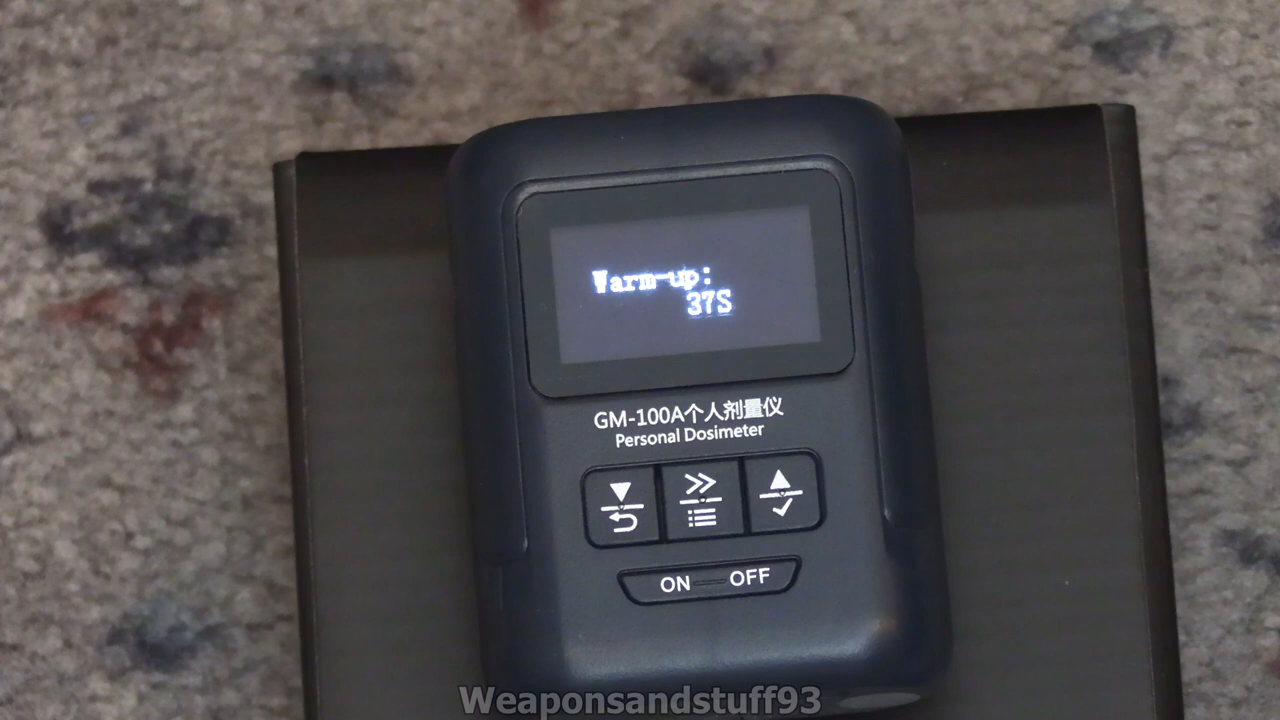 Warm-up:
37S
GM-100A个人剂量仪
Personal Dosimeter
ON OFF
Weaponsandstuff93